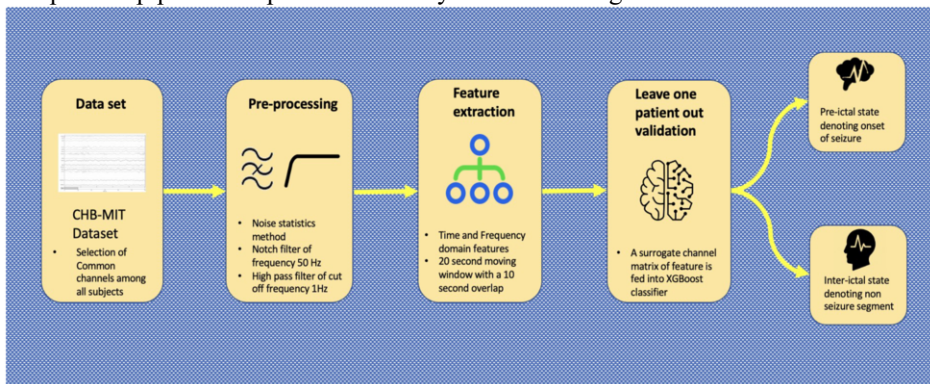 Data set
CHB-MIT
Dataset
• Selection of
Common
channels among
all subjects
Pre-processing
• Noise statistics
method
• Notch filter of
frequency 50 Hz
• High pass filter of cut
off frequency 1Hz
Feature
extraction
• Time and Frequency
domain features
• 20 second moving
window with a 10
second overlap
Leave one
patient out
validation
• A surrogate channel
matrix of feature is
fed into XGBoost
classifier
Pre-ictal state
denoting onset
of seizure
Inter-ictal state
denoting non
seizure segment